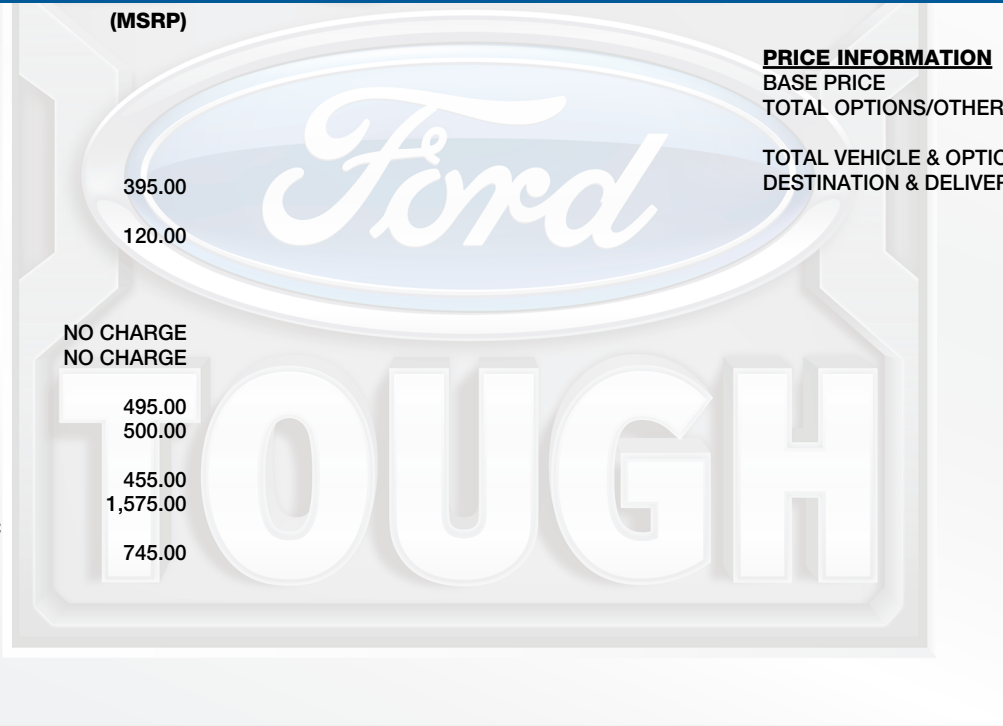 (MSRP)
395.00
120.00
NO CHARGE
NO CHARGE
495.00
500.00
455.00
1,575.00
745.00
PRICE INFORMATION
BASE PRICE
TOTAL OPTIONS/OTHER
TOTAL VEHICLE & OPTIO
DESTINATION & DELIVER
Ford
TOUGH